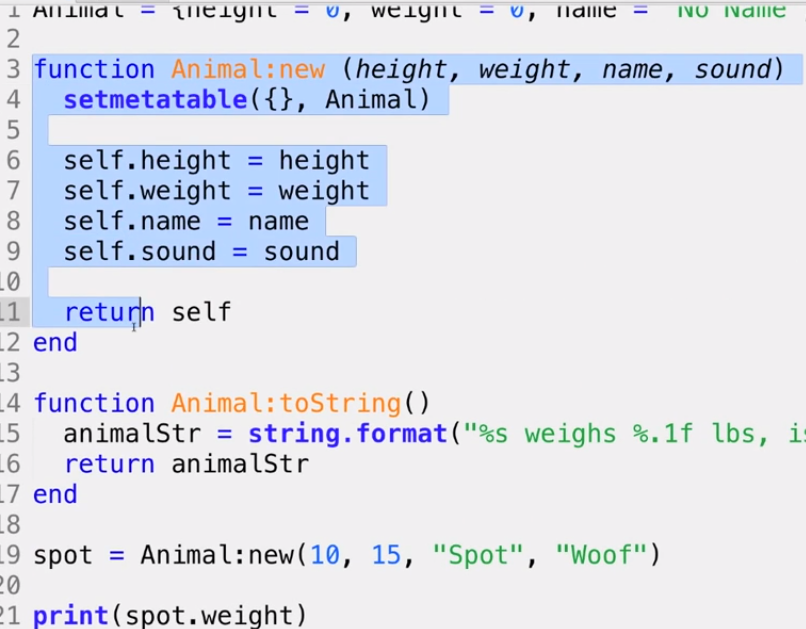 1 Animal = {height = 0, weight = 0, name = "No Name
2
3 function Animal:new (height, weight, name, sound)
4 setmetatable({}, Animal)
5
6 self.height = height
7 self.weight = weight
8 self.name = name
9 self.sound = sound
10
11 return self
12 end
13
14 function Animal:toString()
15 animalStr = string.format("%s weighs %.1f lbs, is
16 return animalStr
17 end
18
19 spot = Animal:new(10, 15, "Spot", "Woof")
20
21 print(spot.weight)